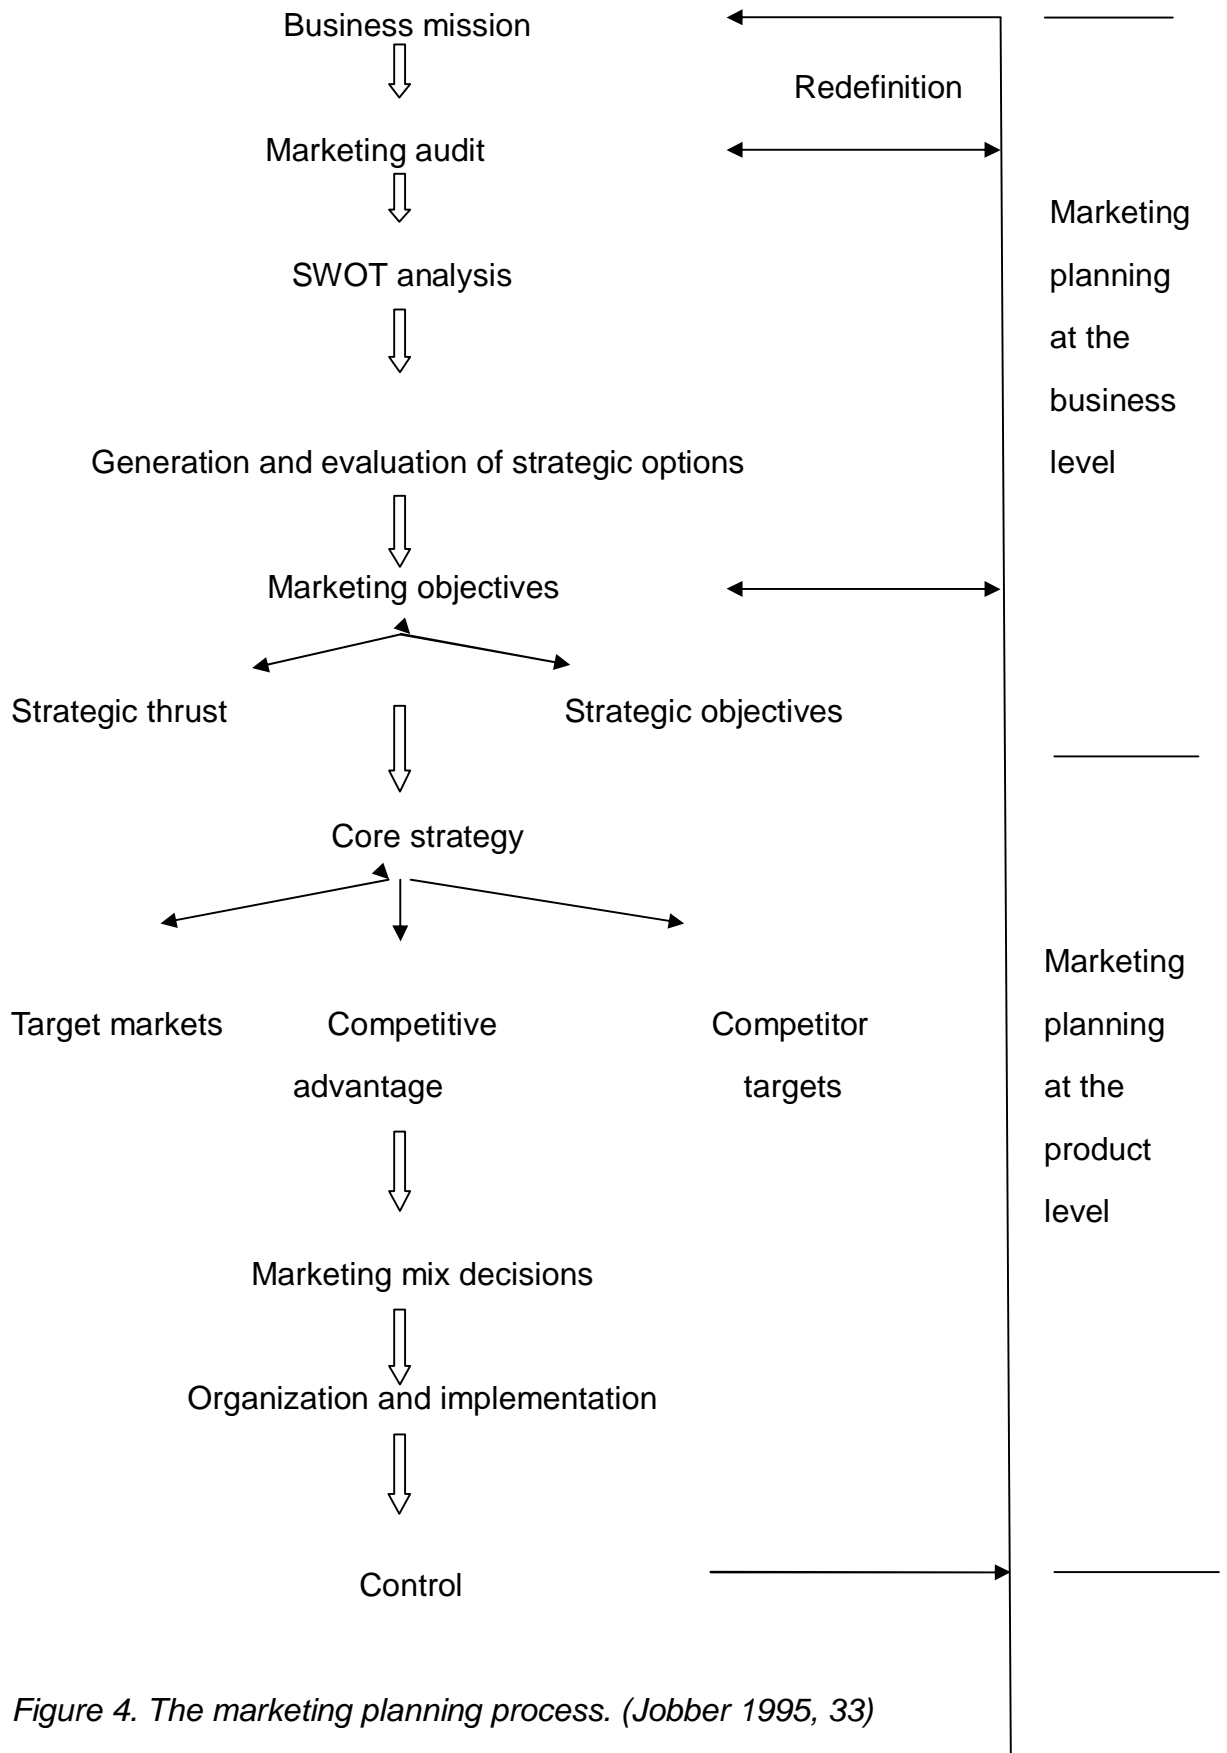 Business mission
Redefinition
Marketing audit
SWOT analysis
Generation and evaluation of strategic options
Marketing objectives
Strategic thrust
Strategic objectives
Marketing
planning
at the
business
level
Core strategy
Target markets
Competitive
advantage
Competitor
targets
Marketing mix decisions
Organization and implementation
Control
Marketing
planning
at the
product
level
Figure 4. The marketing planning process. (Jobber 1995, 33)